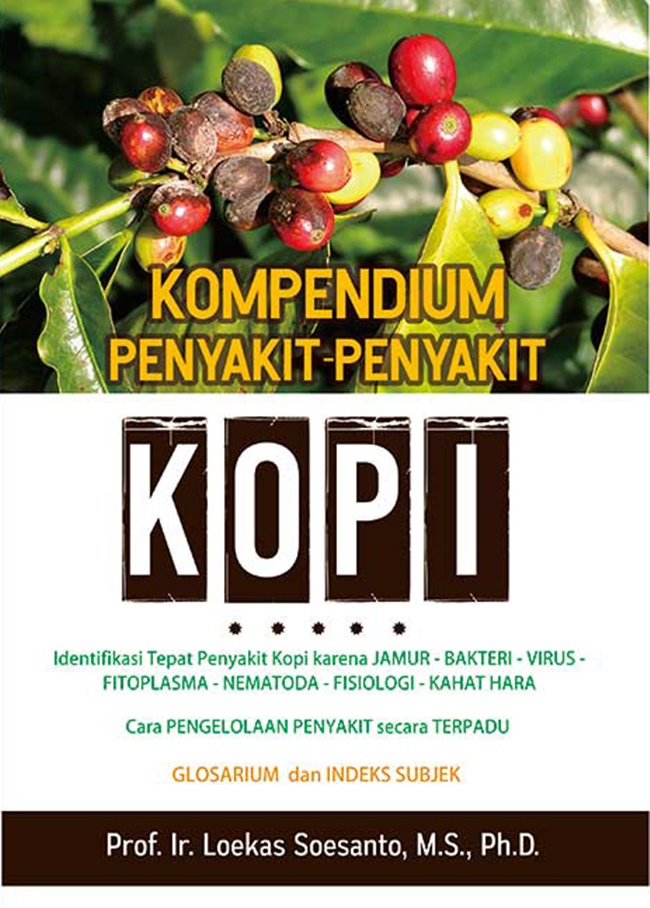 KOMPENDIUM
PENYAKIT-PENYAKIT
KOPI
Identifikasi Tepat Penyakit Kopi karena JAMUR - BAKTERI - VIRUS -
FITOPLASMA - NEMATODA - FISIOLOGI - KAHAT HARA
Cara PENGELOLAAN PENYAKIT secara TERPADU
GLOSARIUM dan INDEKS SUBJEK
Prof. Ir. Loekas Soesanto, M.S., Ph.D.